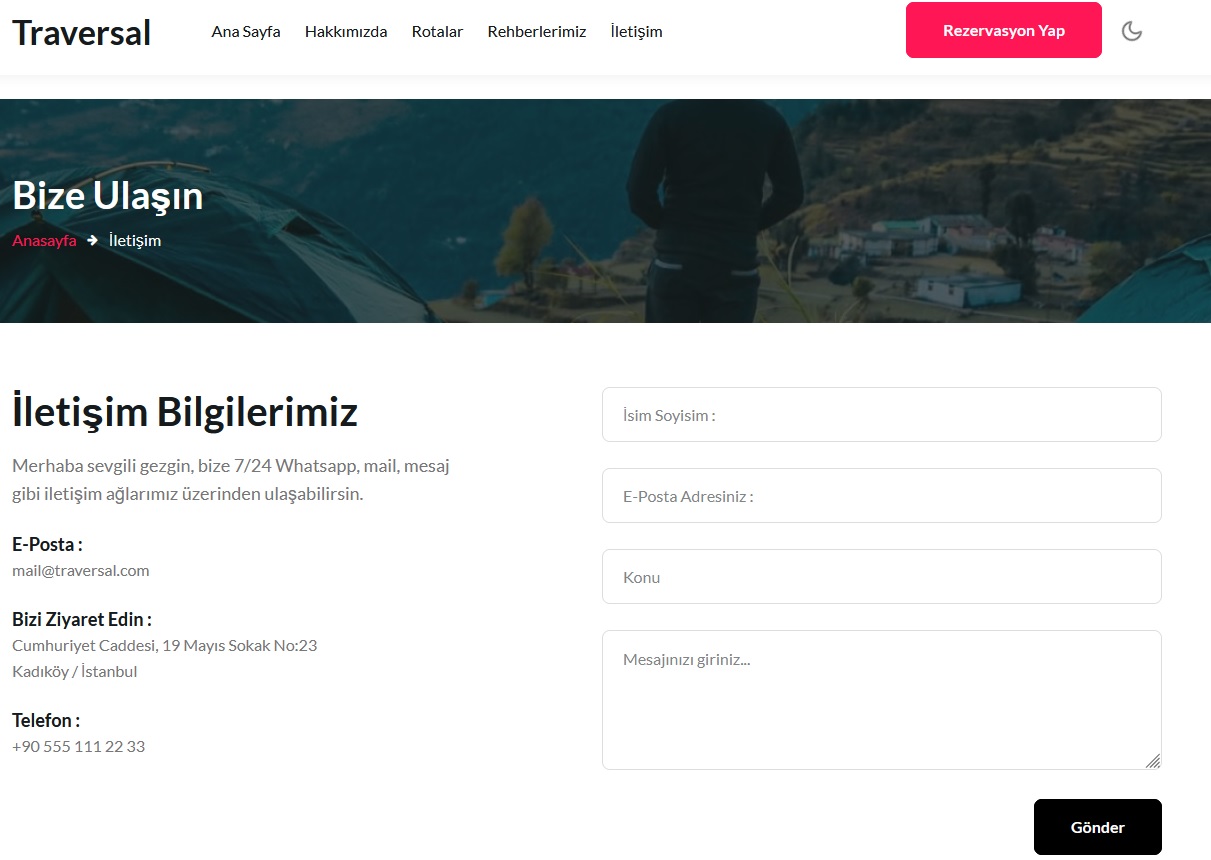 Traversal
Ana Sayfa
Hakkımızda
Rotalar
Rehberlerimiz
İletişim
Rezervasyon Yap
Bize Ulaşın
Anasayfa → İletişim
İletişim Bilgilerimiz
Merhaba sevgili gezgin, bize 7/24 Whatsapp, mail, mesaj
gibi iletişim ağlarımız üzerinden ulaşabilirsin.
E-Posta :
mail@traversal.com
Bizi Ziyaret Edin :
Cumhuriyet Caddesi, 19 Mayıs Sokak No:23
Kadıköy / İstanbul
Telefon :
+90 555 111 22 33
İsim Soyisim :
E-Posta Adresiniz :
Konu
Mesajınızı giriniz...
Gönder